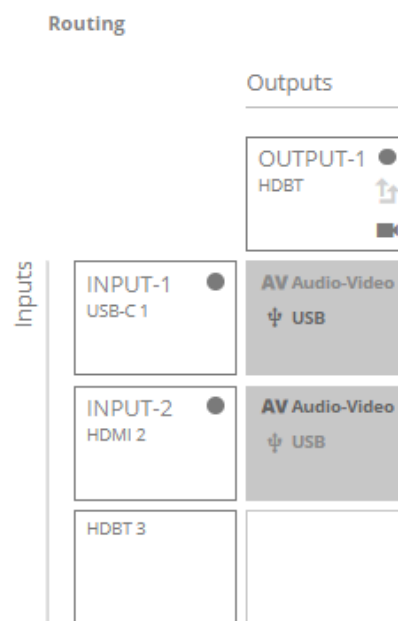 Routing
Outputs
OUTPUT-1
HDBT
Inputs
INPUT-1
USB-C 1
AV Audio-Video
USB
INPUT-2
HDMI 2
AV Audio-Video
USB
HDBT 3